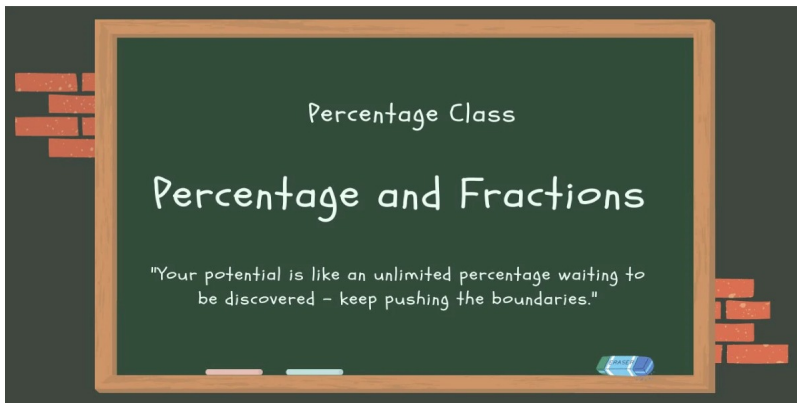 Percentage Class
Percentage and Fractions
"Your potential is like an unlimited percentage waiting to
be discovered – keep pushing the boundaries."
ERASER